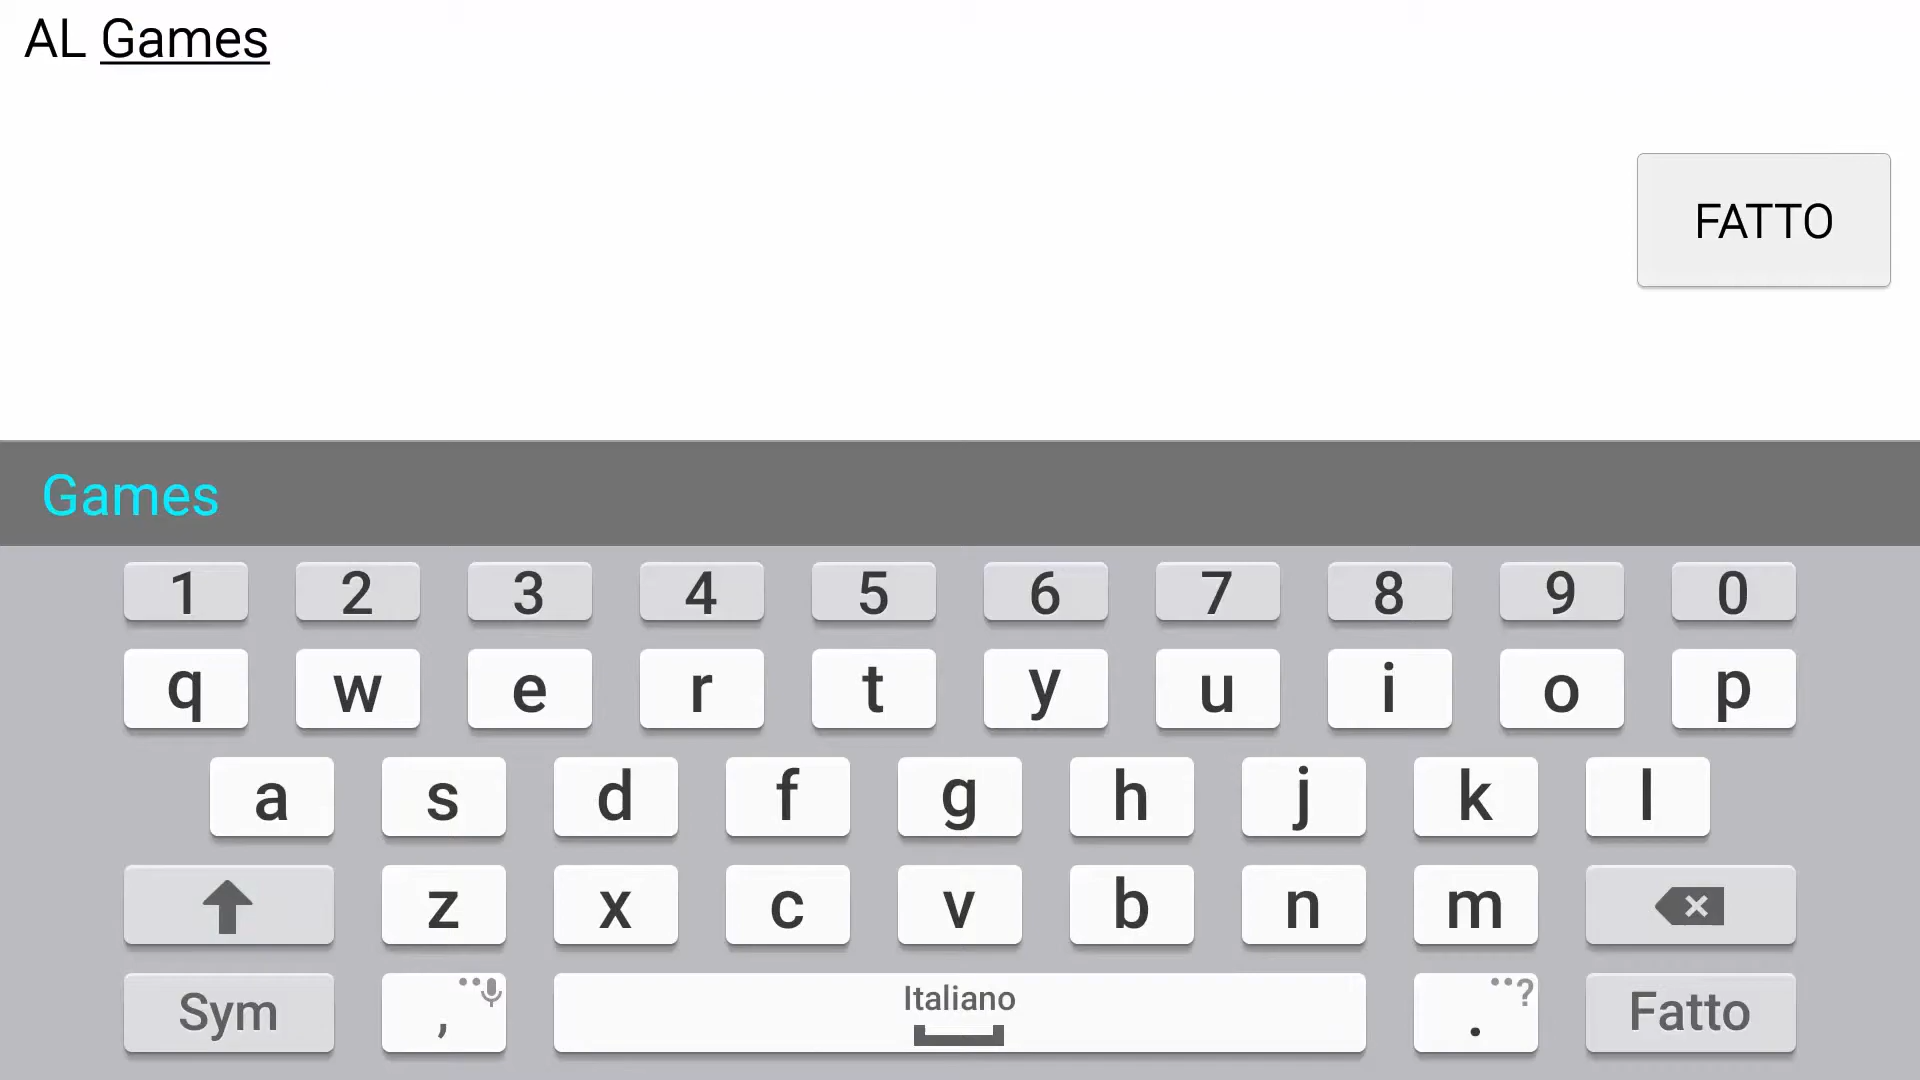 AL Games
FATTO
Games
1 2 3 4 5 6 7 8 9 0
q w e r t y u i o p
a s d f g h j k l
z x c v b n m
Sym , Italiano . ? Fatto